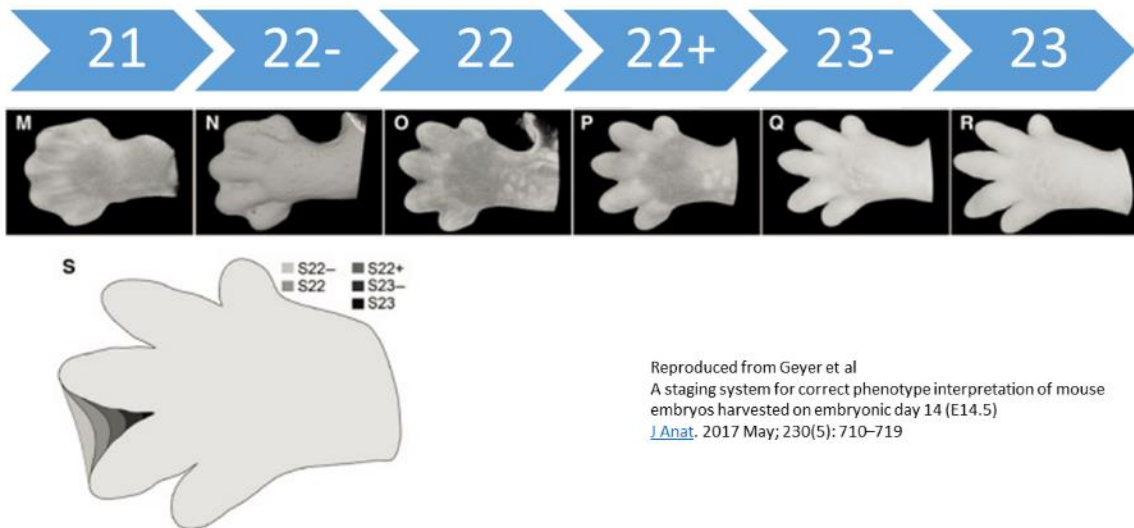 21 22- 22 22+ 23- 23
M N O P Q R
S
S22– S22+
S22 S23–
S23
Reproduced from Geyer et al
A staging system for correct phenotype interpretation of mouse
embryos harvested on embryonic day 14 (E14.5)
J Anat. 2017 May; 230(5): 710–719